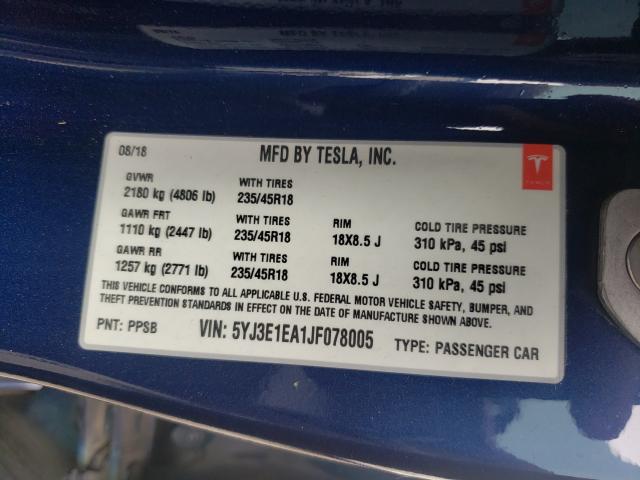 08/18 MFD BY TESLA, INC.
GVWR WITH TIRES
2180 kg (4806 lb) 235/45R18
GAWR FRT WITH TIRES RIM COLD TIRE PRESSURE
1110 kg (2447 lb) 235/45R18 18X8.5 J 310 kPa, 45 psi
GAWR RR WITH TIRES RIM COLD TIRE PRESSURE
1257 kg (2771 lb) 235/45R18 18X8.5 J 310 kPa, 45 psi
THIS VEHICLE CONFORMS TO ALL APPLICABLE U.S. FEDERAL MOTOR VEHICLE SAFETY, BUMPER, AND
THEFT PREVENTION STANDARDS IN EFFECT ON THE DATE OF MANUFACTURE SHOWN ABOVE.
PNT: PPSB VIN: 5YJ3E1EA1JF078005 TYPE: PASSENGER CAR